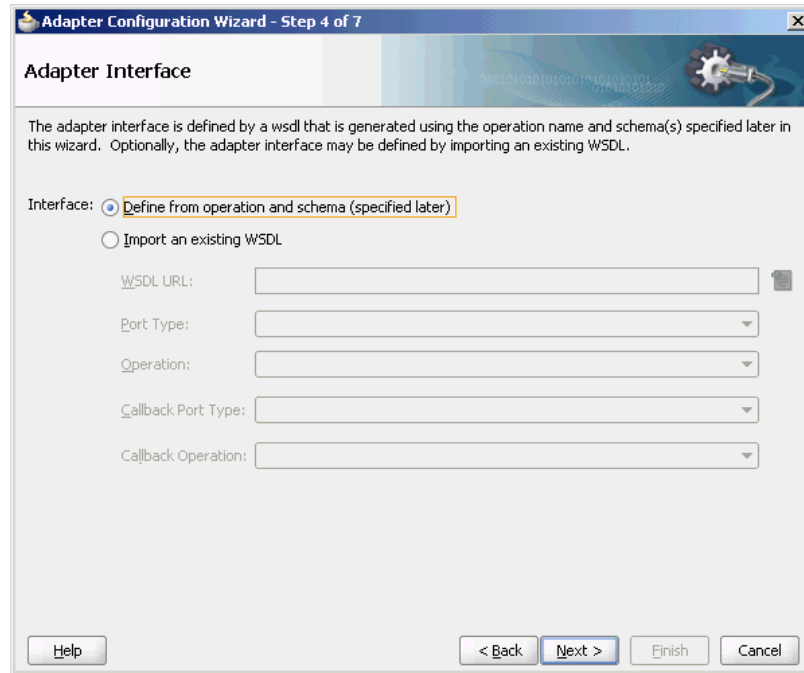 Adapter Configuration Wizard - Step 4 of 7
Adapter Interface
The adapter interface is defined by a wsdl that is generated using the operation name and schema(s) specified later in
this wizard. Optionally, the adapter interface may be defined by importing an existing WSDL.
Interface: Define from operation and schema (specified later)
Import an existing WSDL
WSDL URL:
Port Type:
Operation:
Callback Port Type:
Callback Operation:
Help < Back Next > Finish Cancel